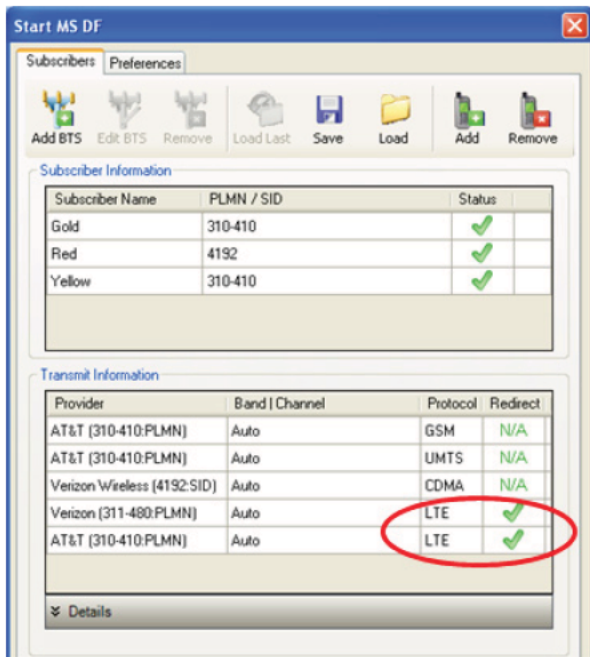 Start MS DF
Subscribers Preferences
Add BTS Edit BTS Remove Load Last Save Load Add Remove
Subscriber Information
Subscriber Name PLMN / SID Status
Gold 310-410
Red 4192
Yellow 310-410
Transmit Information
Provider Band | Channel Protocol Redirect
AT&T (310-410:PLMN) Auto GSM N/A
AT&T (310-410:PLMN) Auto UMTS N/A
Verizon Wireless (4192:SID) Auto CDMA N/A
Verizon (311-480:PLMN) Auto LTE
AT&T (310-410:PLMN) Auto LTE
Details